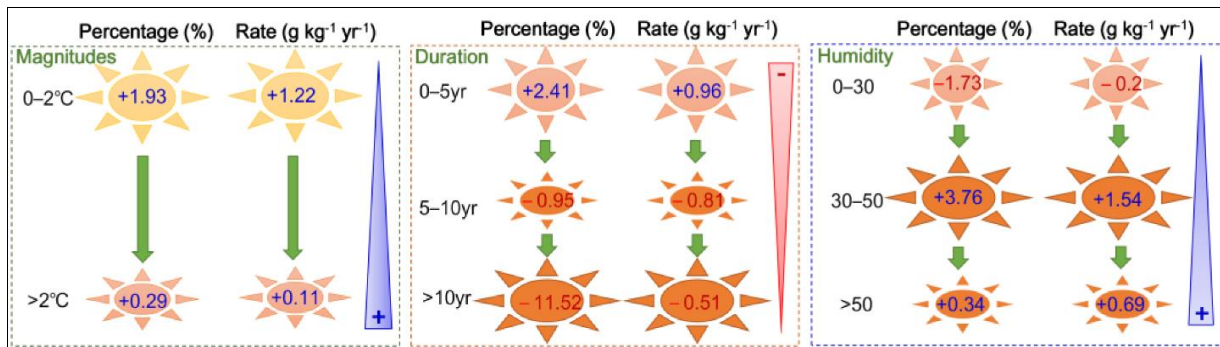 Percentage (%) Rate (g kg⁻¹ yr⁻¹)
Magnitudes
0–2℃ +1.93 +1.22
>2℃ +0.29 +0.11
+
Percentage (%) Rate (g kg⁻¹ yr⁻¹)
Duration
-
0–5yr +2.41 +0.96
5–10yr – 0.95 – 0.81
>10yr – 11.52 – 0.51
Percentage (%) Rate (g kg⁻¹ yr⁻¹)
Humidity
0–30 –1.73 – 0.2
30–50 +3.76 +1.54
>50 +0.34 +0.69
+